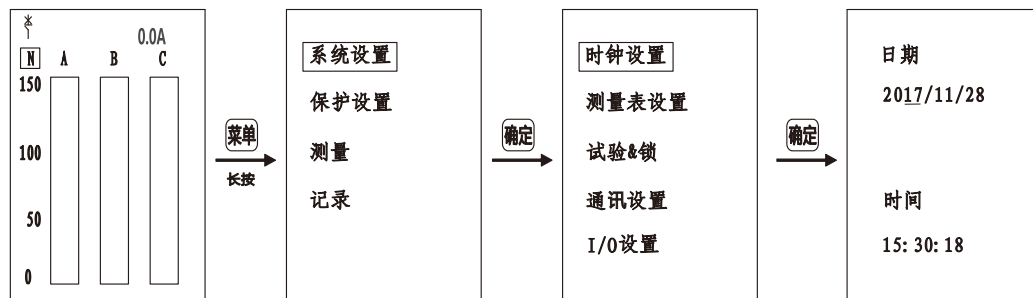 0.0A
N A B C
150
100
50
0
菜单
长按
系统设置
保护设置
测量
记录
确定
时钟设置
测量表设置
试验&锁
通讯设置
I/O设置
确定
日期
2017/11/28
时间
15:30:18